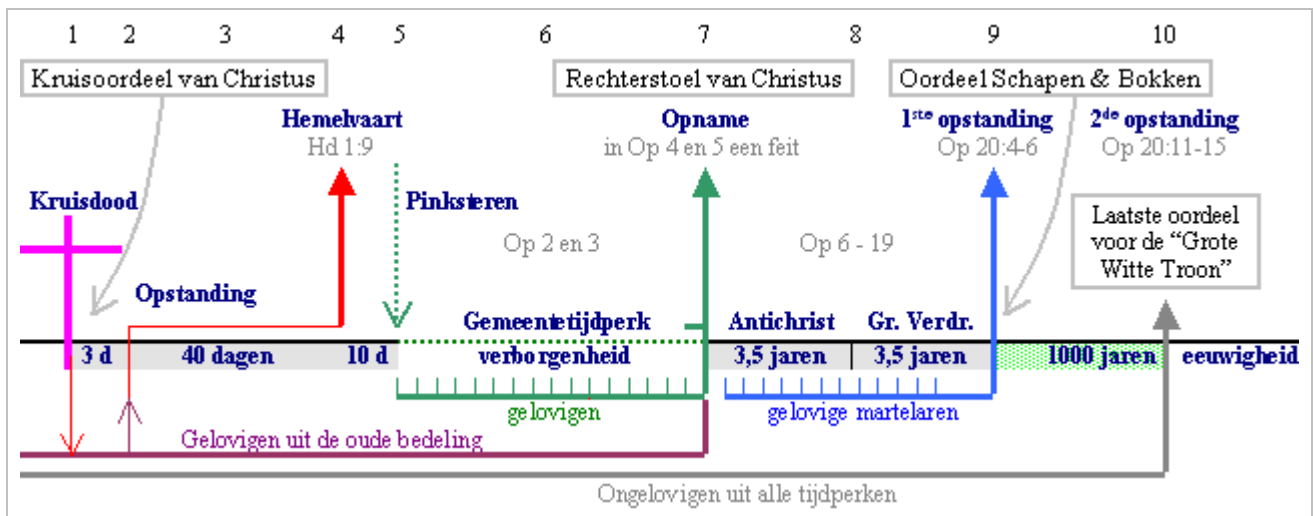 1 2 3 4 5 6 7 8 9 10
Kruisoordeel van Christus
Rechterstoel van Christus
Oordeel Schapen & Bokken
Hemelvaart
Hd 1:9
Opname
in Op 4 en 5 een feit
1ste opstanding
Op 20:4-6
2de opstanding
Op 20:11-15
Kruisdood
Pinksteren
Laatste oordeel
voor de “Grote
Witte Troon”
Op 2 en 3
Op 6 - 19
Opstanding
Gemeentetijdperk
Antichrist
Gr. Verdr.
3 d
40 dagen
10 d
verborgenheid
3,5 jaren
3,5 jaren
1000 jaren
eeuwigheid
gelovigen
gelovige martelaren
Gelovigen uit de oude bedeling
Ongelovigen uit alle tijdperken